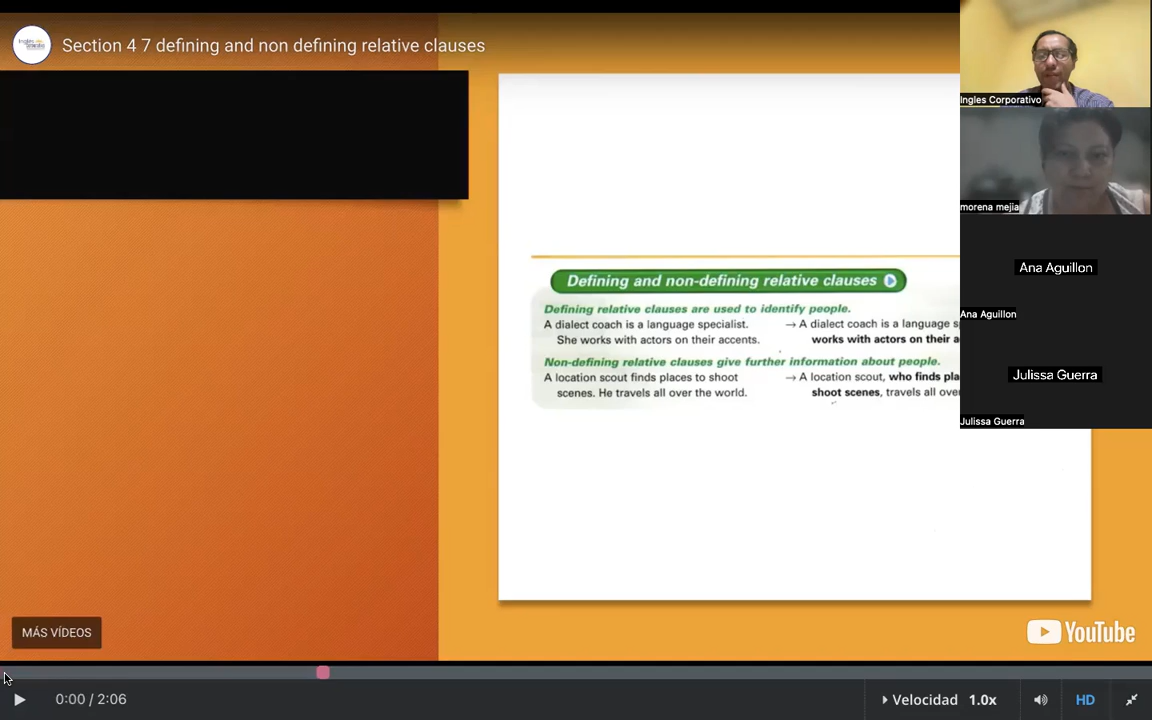 Section 4 7 defining and non defining relative clauses
Ingles Corporativo
morena mejia
Ana Aguillon
Ana Aguillon
Julissa Guerra
Julissa Guerra
Defining and non-defining relative clauses
Defining relative clauses are used to identify people.
A dialect coach is a language specialist. → A dialect coach is a language
She works with actors on their accents. works with actors on their
Non-defining relative clauses give further information about people.
A location scout finds places to shoot → A location scout, who finds
scenes. He travels all over the world. shoot scenes, travels all
MÁS VÍDEOS
YouTube
0:00 / 2:06
Velocidad 1.0x
HD